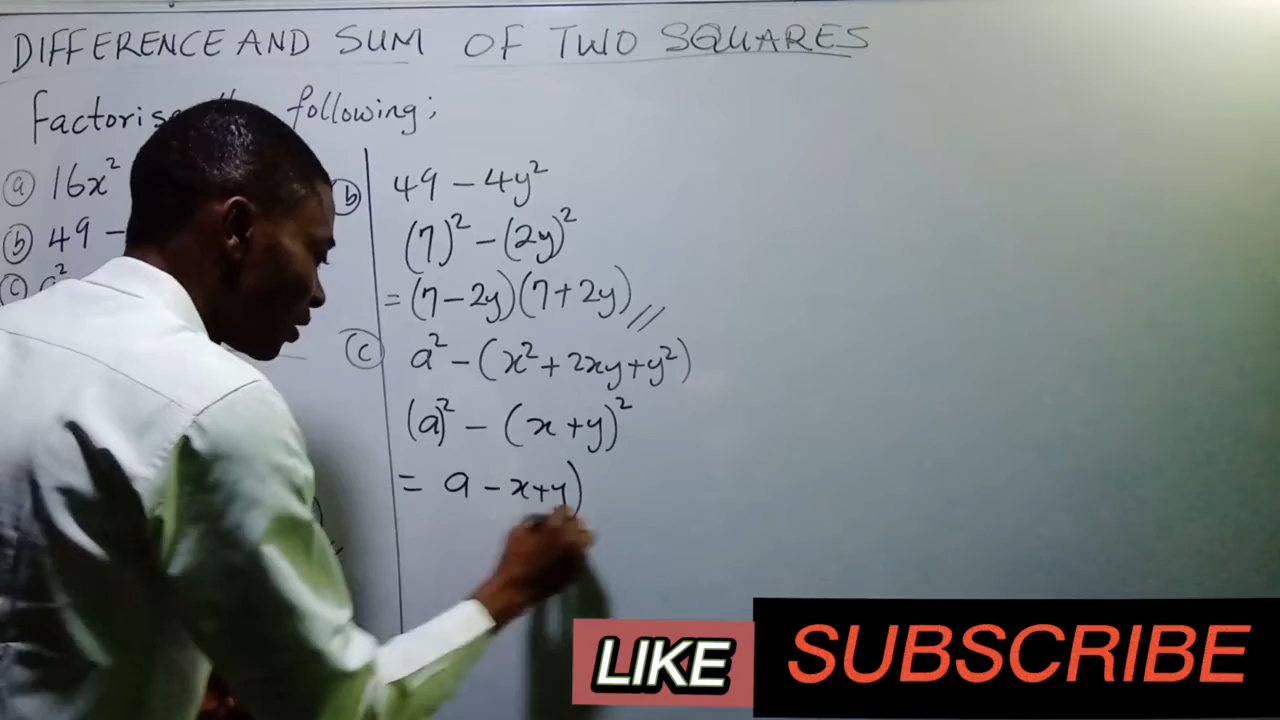 DIFFERENCE AND SUM OF TWO SQUARES
following;
(a) 16x²
(b) 49 -
(b) 49 - 4y²
(7)² - (2y)²
= (7 - 2y)(7 + 2y)//
(c) a² - (x² + 2xy + y²)
(a)² - (x + y)²
= a - x + y)
LIKE SUBSCRIBE